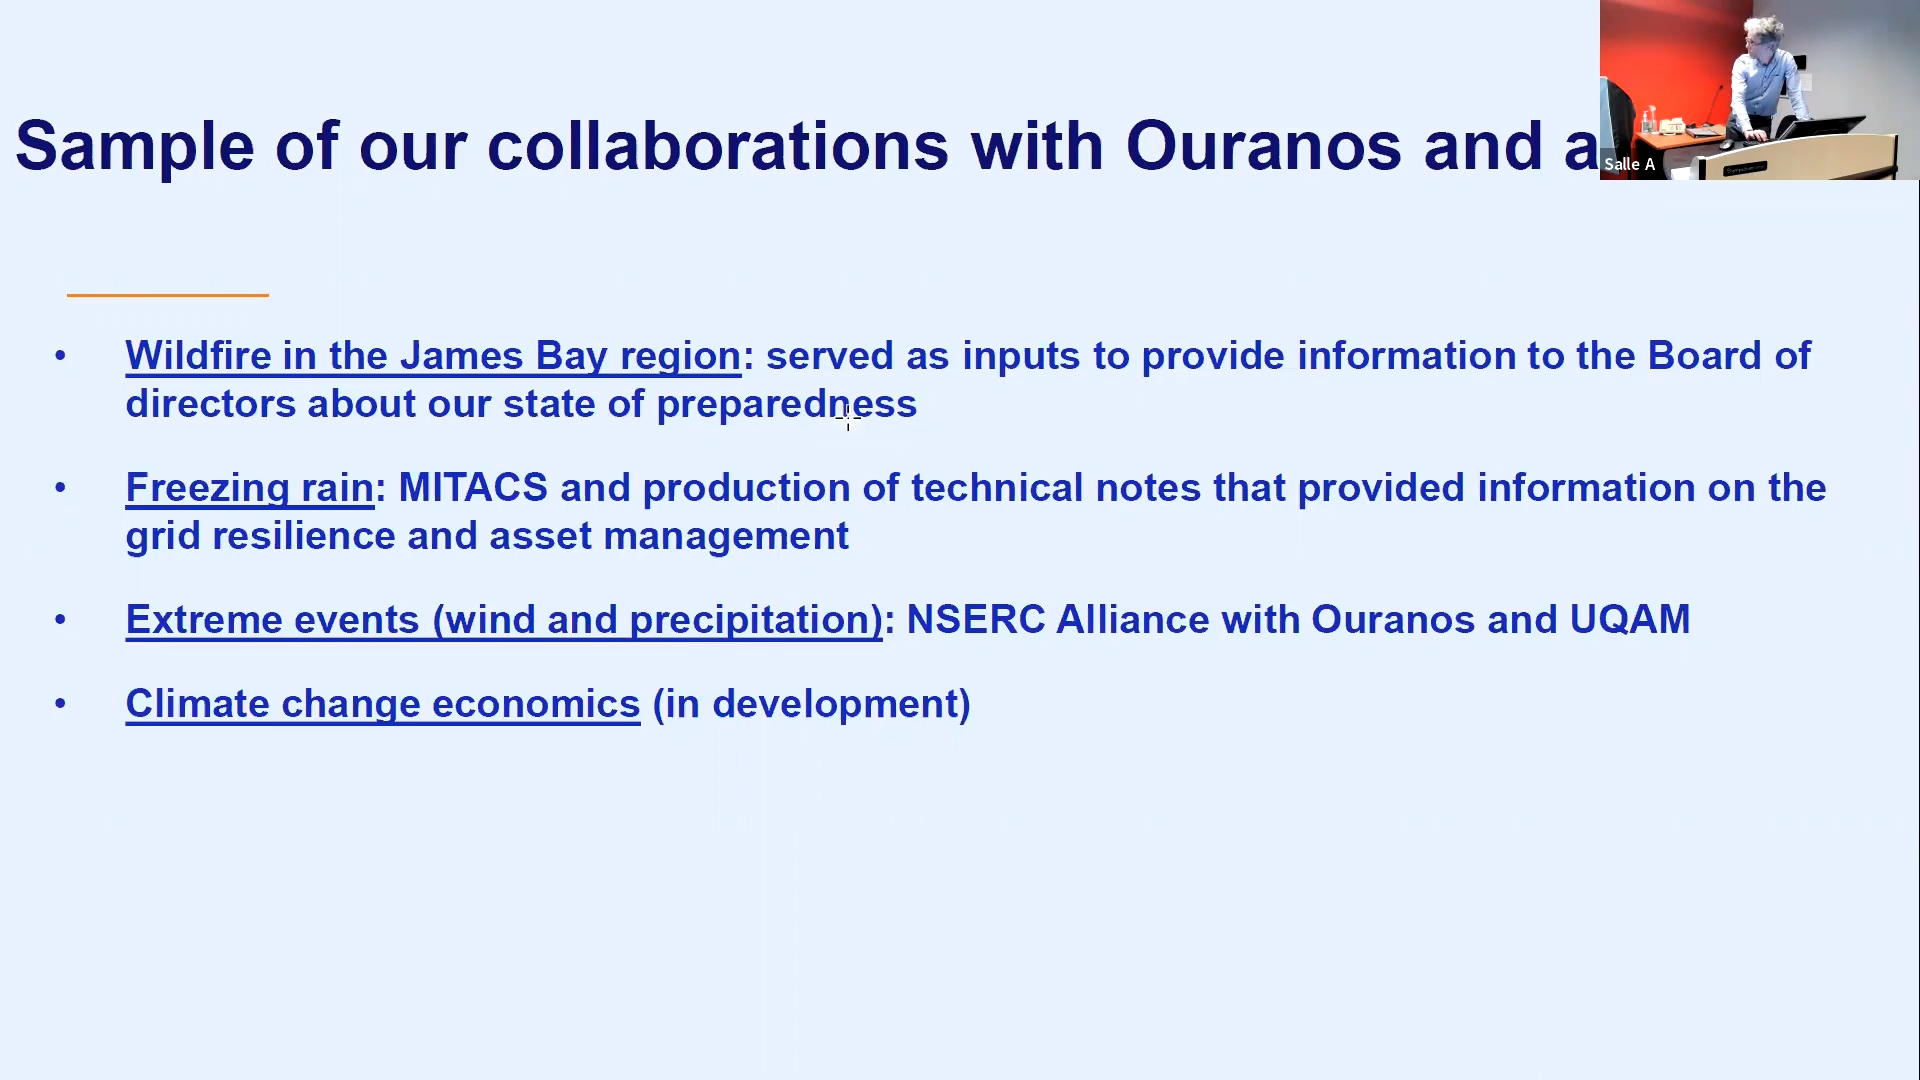 Sample of our collaborations with Ouranos and a
Salle A
• Wildfire in the James Bay region: served as inputs to provide information to the Board of
directors about our state of preparedness
• Freezing rain: MITACS and production of technical notes that provided information on the
grid resilience and asset management
• Extreme events (wind and precipitation): NSERC Alliance with Ouranos and UQAM
• Climate change economics (in development)